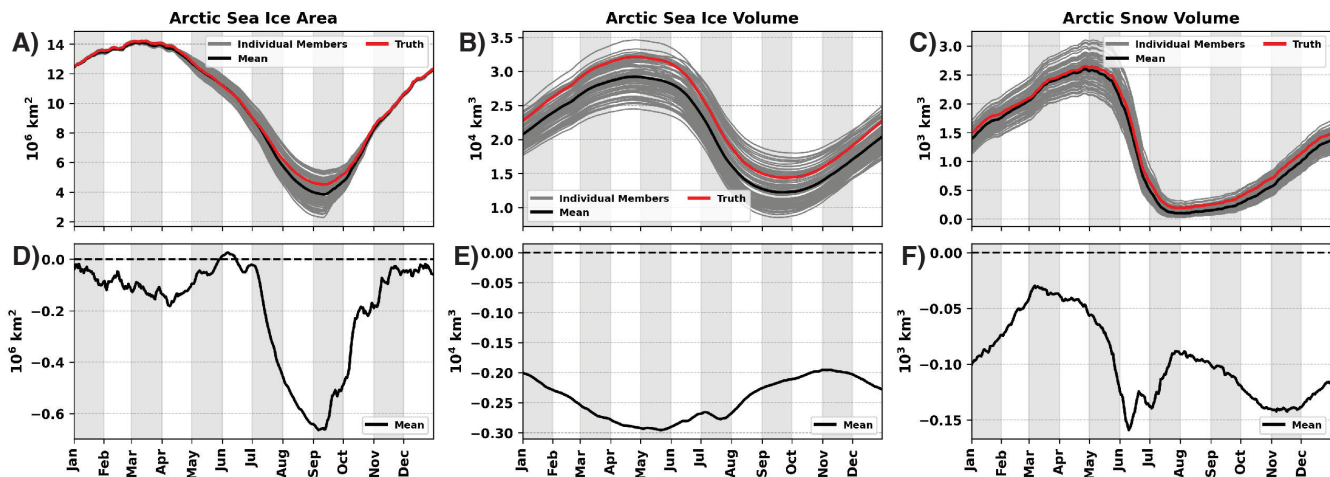 Arctic Sea Ice Area
A)
14
12
10
8
6
4
2
10⁶ km²
Individual Members
Mean
Truth
Arctic Sea Ice Volume
B)
3.5
3.0
2.5
2.0
1.5
1.0
10⁴ km³
Individual Members
Mean
Truth
Arctic Snow Volume
C)
3.0
2.5
2.0
1.5
1.0
0.5
0.0
10³ km³
Individual Members
Mean
Truth
D)
0.0
−0.2
−0.4
−0.6
10⁶ km²
Mean
Jan Feb Mar Apr May Jun Jul Aug Sep Oct Nov Dec
E)
0.00
−0.05
−0.10
−0.15
−0.20
−0.25
−0.30
10⁴ km³
Mean
Jan Feb Mar Apr May Jun Jul Aug Sep Oct Nov Dec
F)
0.00
−0.05
−0.10
−0.15
10³ km³
Mean
Jan Feb Mar Apr May Jun Jul Aug Sep Oct Nov Dec